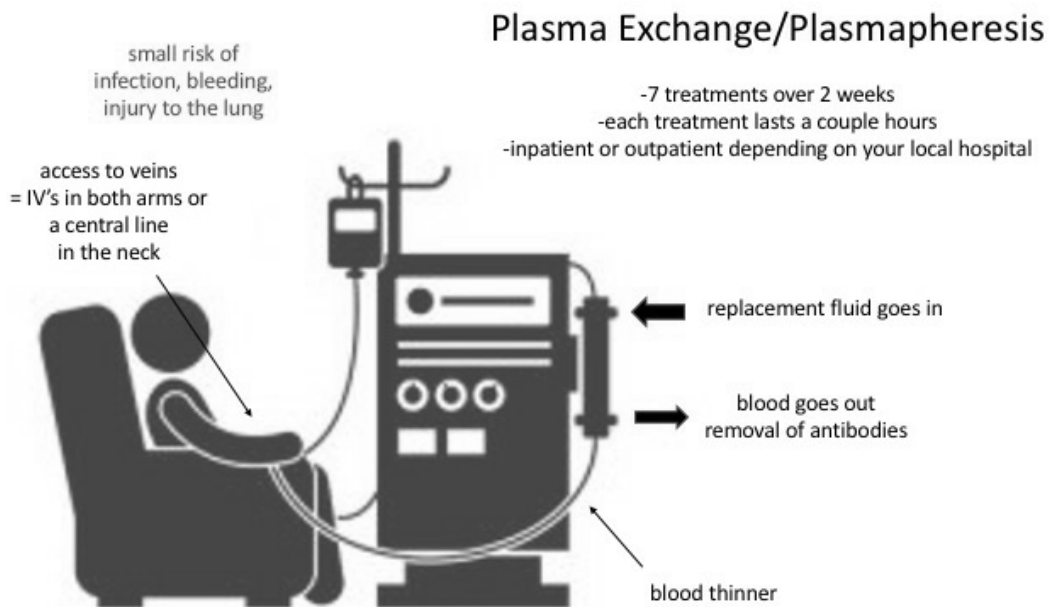 Plasma Exchange/Plasmapheresis
small risk of
infection, bleeding,
injury to the lung
-7 treatments over 2 weeks
-each treatment lasts a couple hours
-inpatient or outpatient depending on your local hospital
access to veins
= IV's in both arms or
a central line
in the neck
replacement fluid goes in
blood goes out
removal of antibodies
blood thinner